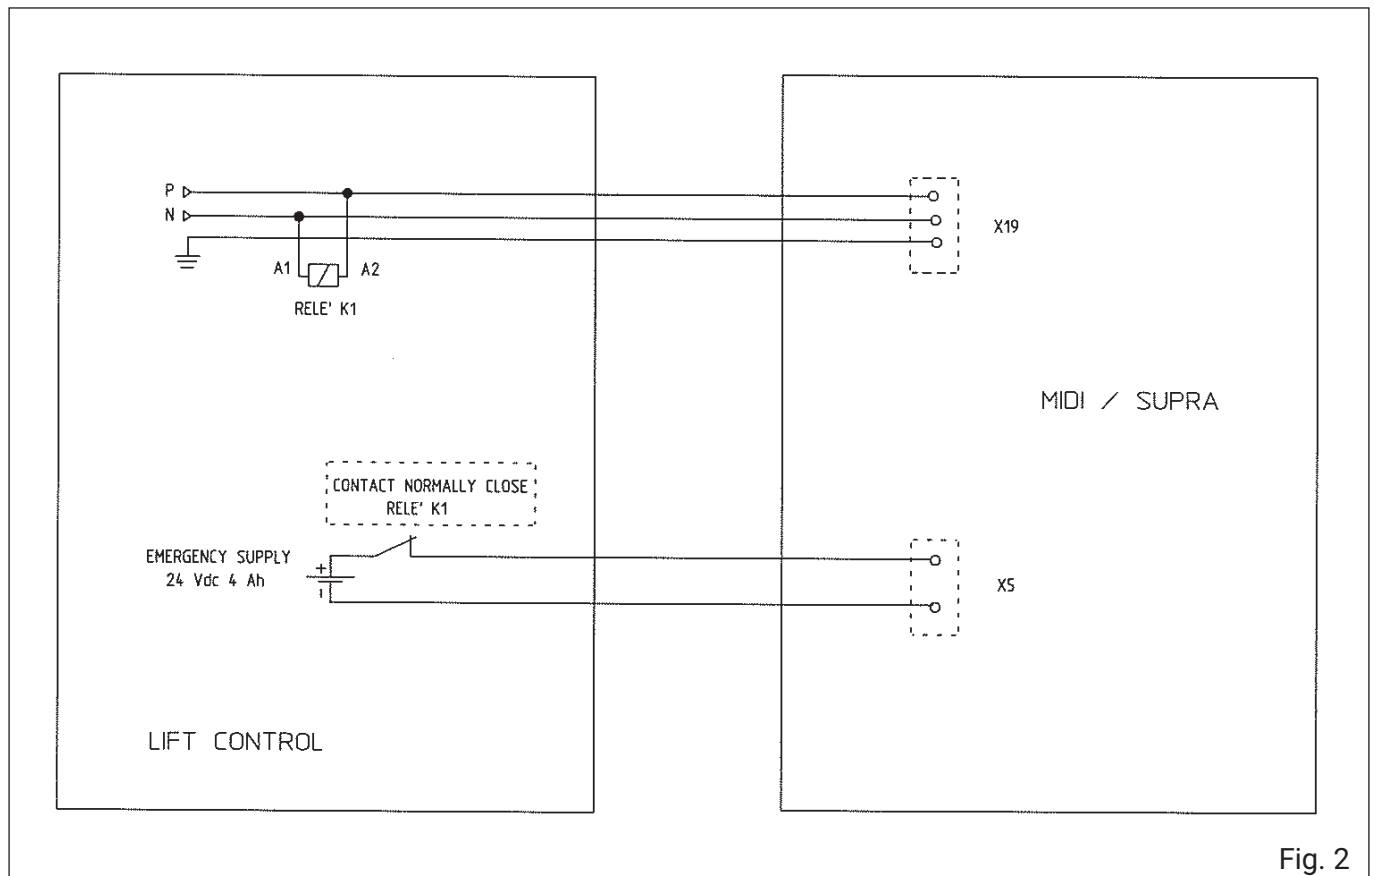 P
N
X19
A1 A2
RELE' K1
MIDI / SUPRA
CONTACT NORMALLY CLOSE
RELE' K1
EMERGENCY SUPPLY
24 Vdc 4 Ah
+
X5
LIFT CONTROL
Fig. 2